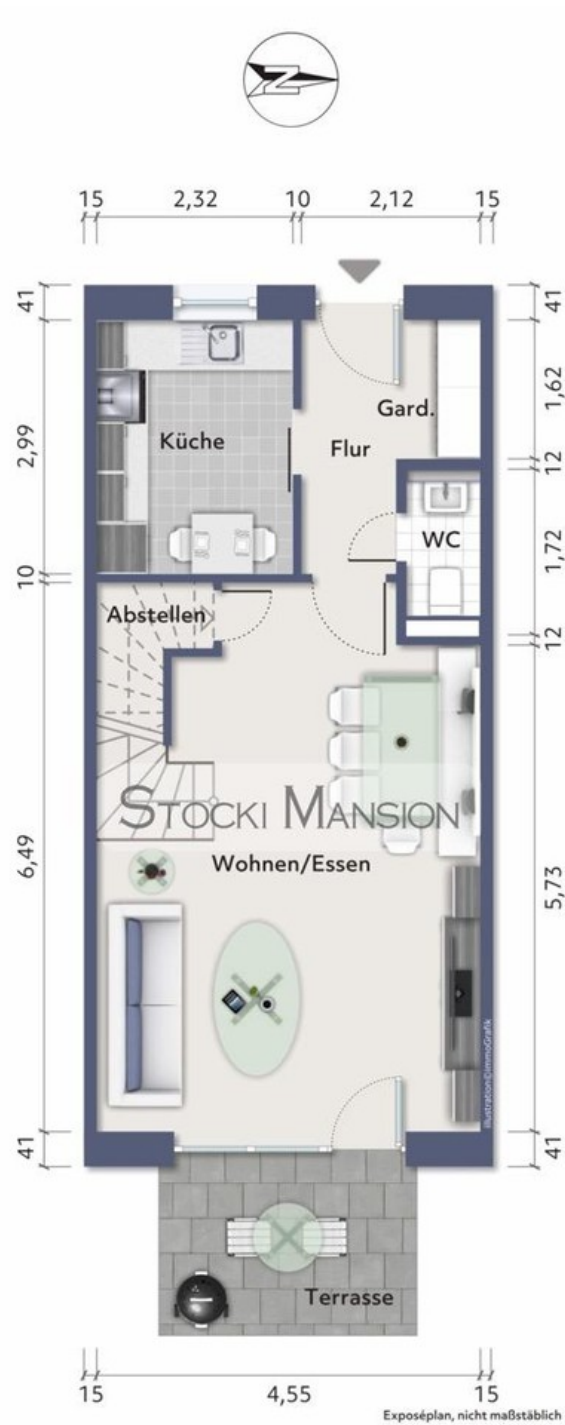 N
15 2,32 10 2,12 15
41
41
2,99
1,62
Gard.
Küche
Flur
12
WC
1,72
10
Abstellen
12
STOCKI MANSION
6,49
Wohnen/Essen
5,73
illustration©immoGrafik
41
41
Terrasse
15 4,55 15
Exposéplan, nicht maßstäblich